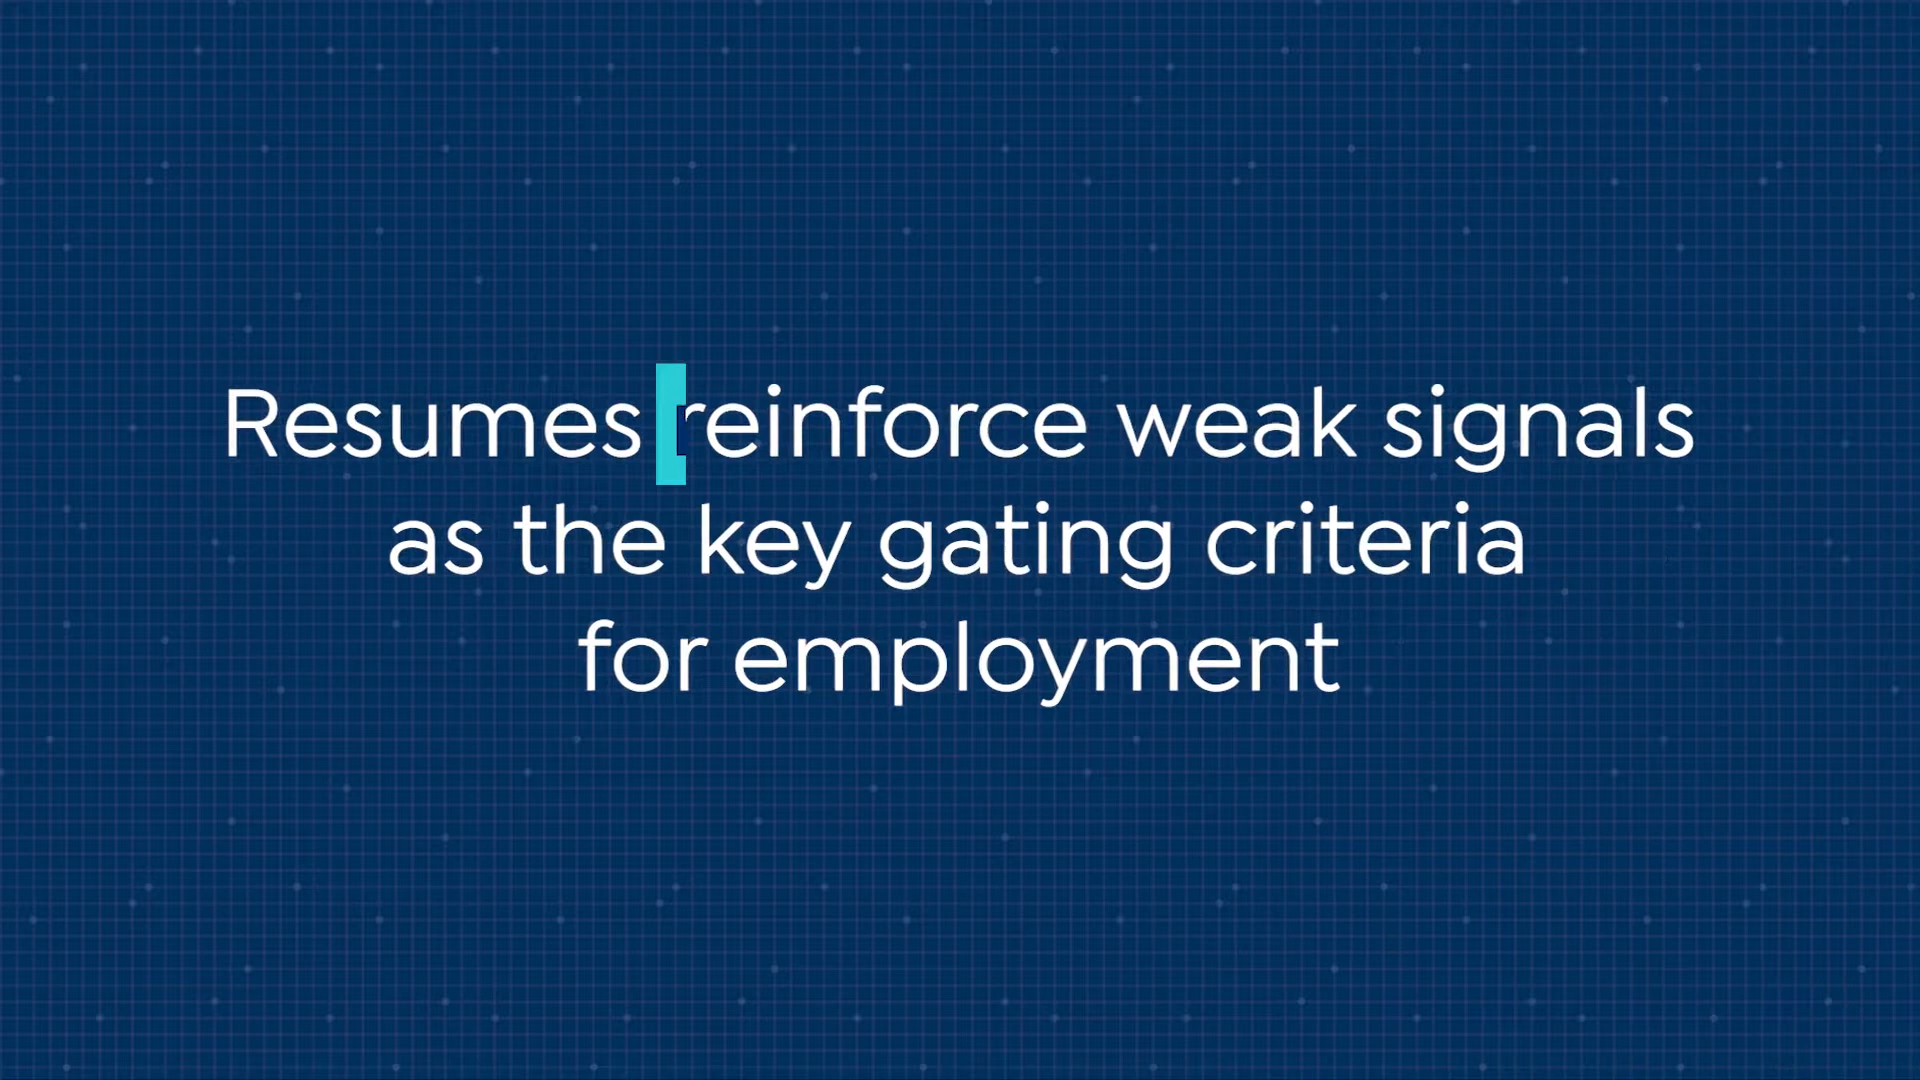 Resumes reinforce weak signals
as the key gating criteria
for employment